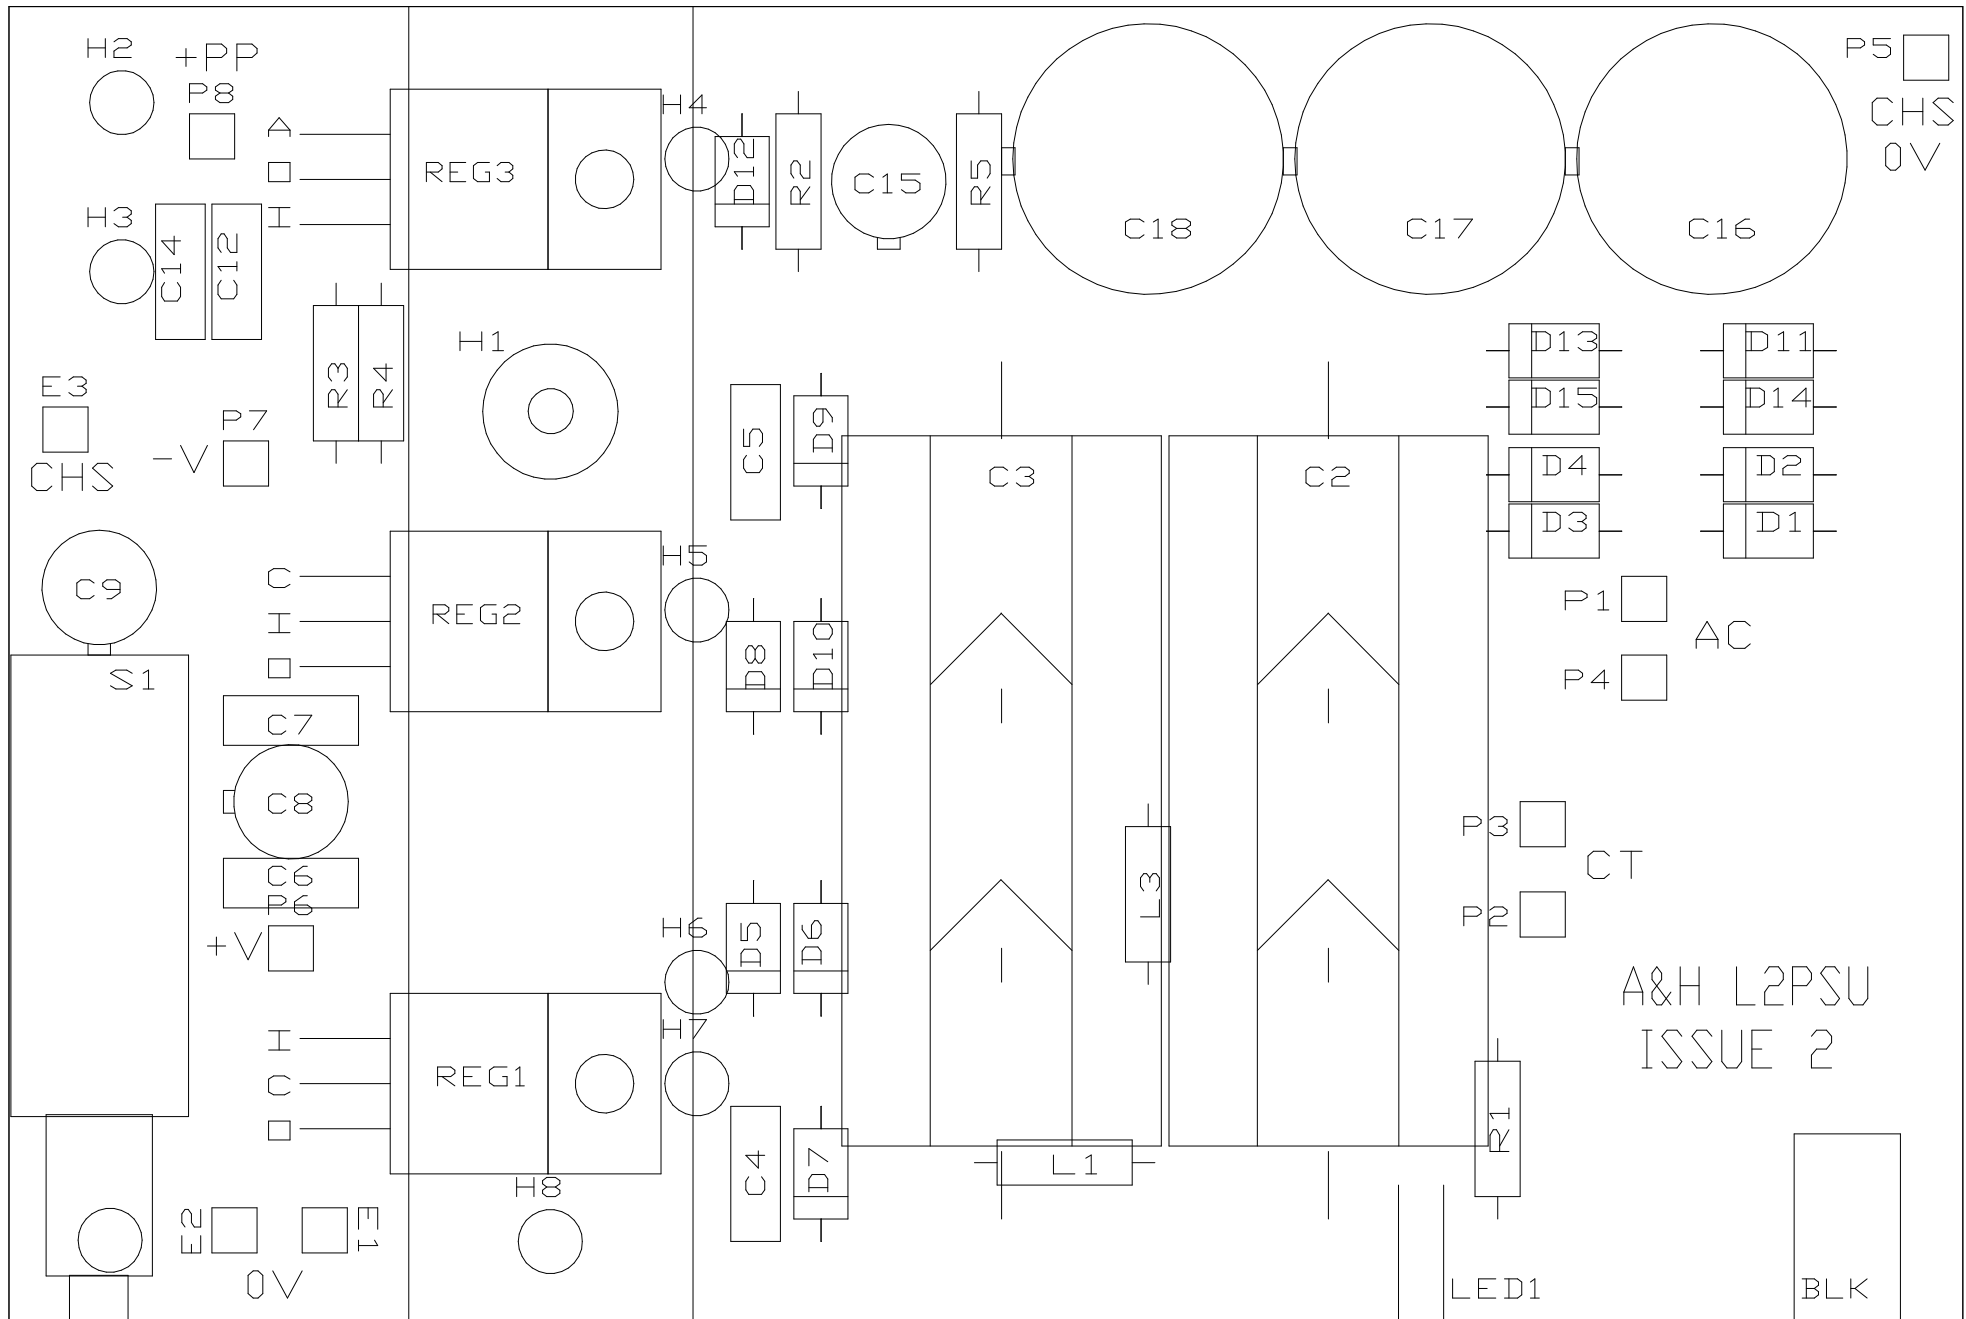 H2
+PP
P8
H3
C14
C12
A
O
I
REG3
H4
D12
R2
C15
R5
C18
C17
C16
P5
CHS
0V
H1
R3
R4
E3
CHS
P7
-V
D13
D11
D15
D14
D4
D2
D3
D1
C5
D9
C3
C2
C9
C
I
O
REG2
H5
D8
D10
P1
AC
P4
S1
C7
C8
C6
P6
+V
L3
P3
CT
P2
H6
D5
D6
A&H L2PSU
ISSUE 2
I
C
O
REG1
H7
C4
D7
L1
R1
H8
E2
E1
0V
LED1
BLK